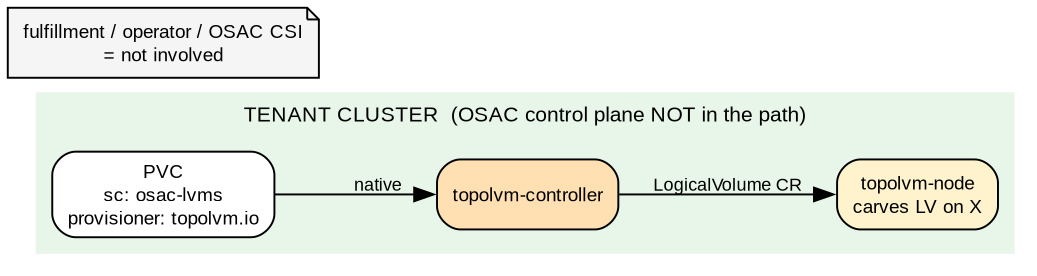 fulfillment / operator / OSAC CSI
= not involved
TENANT CLUSTER  (OSAC control plane NOT in the path)
PVC
sc: osac-lvms
provisioner: topolvm.io
native
topolvm-controller
LogicalVolume CR
topolvm-node
carves LV on X